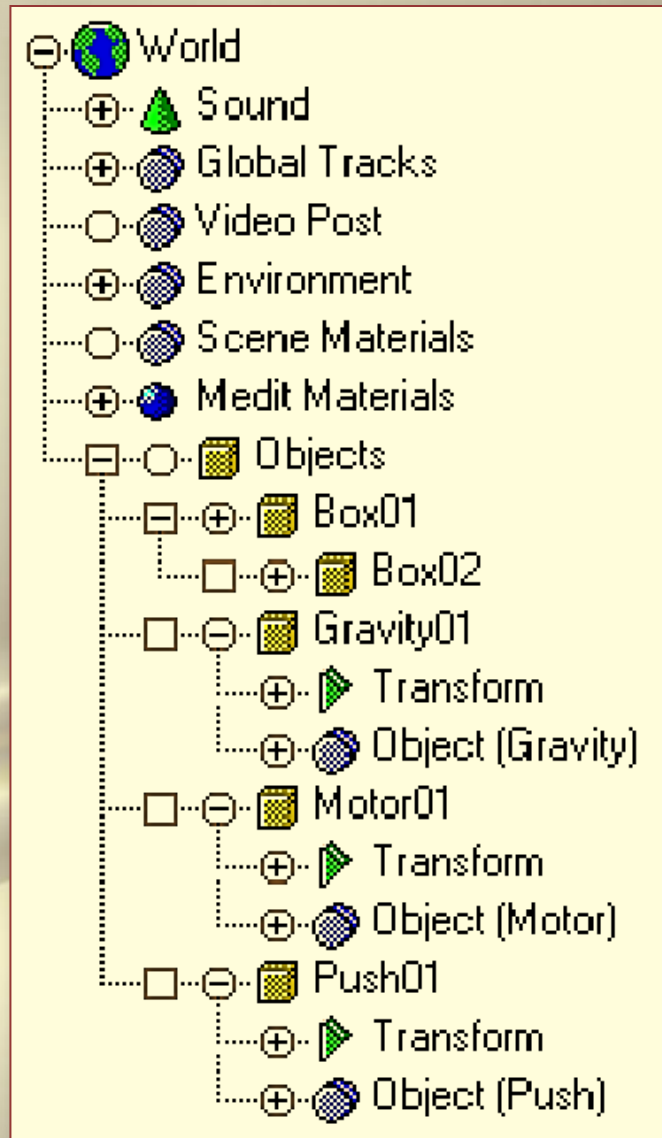 World
Sound
Global Tracks
Video Post
Environment
Scene Materials
Medit Materials
Objects
Box01
Box02
Gravity01
Transform
Object (Gravity)
Motor01
Transform
Object (Motor)
Push01
Transform
Object (Push)